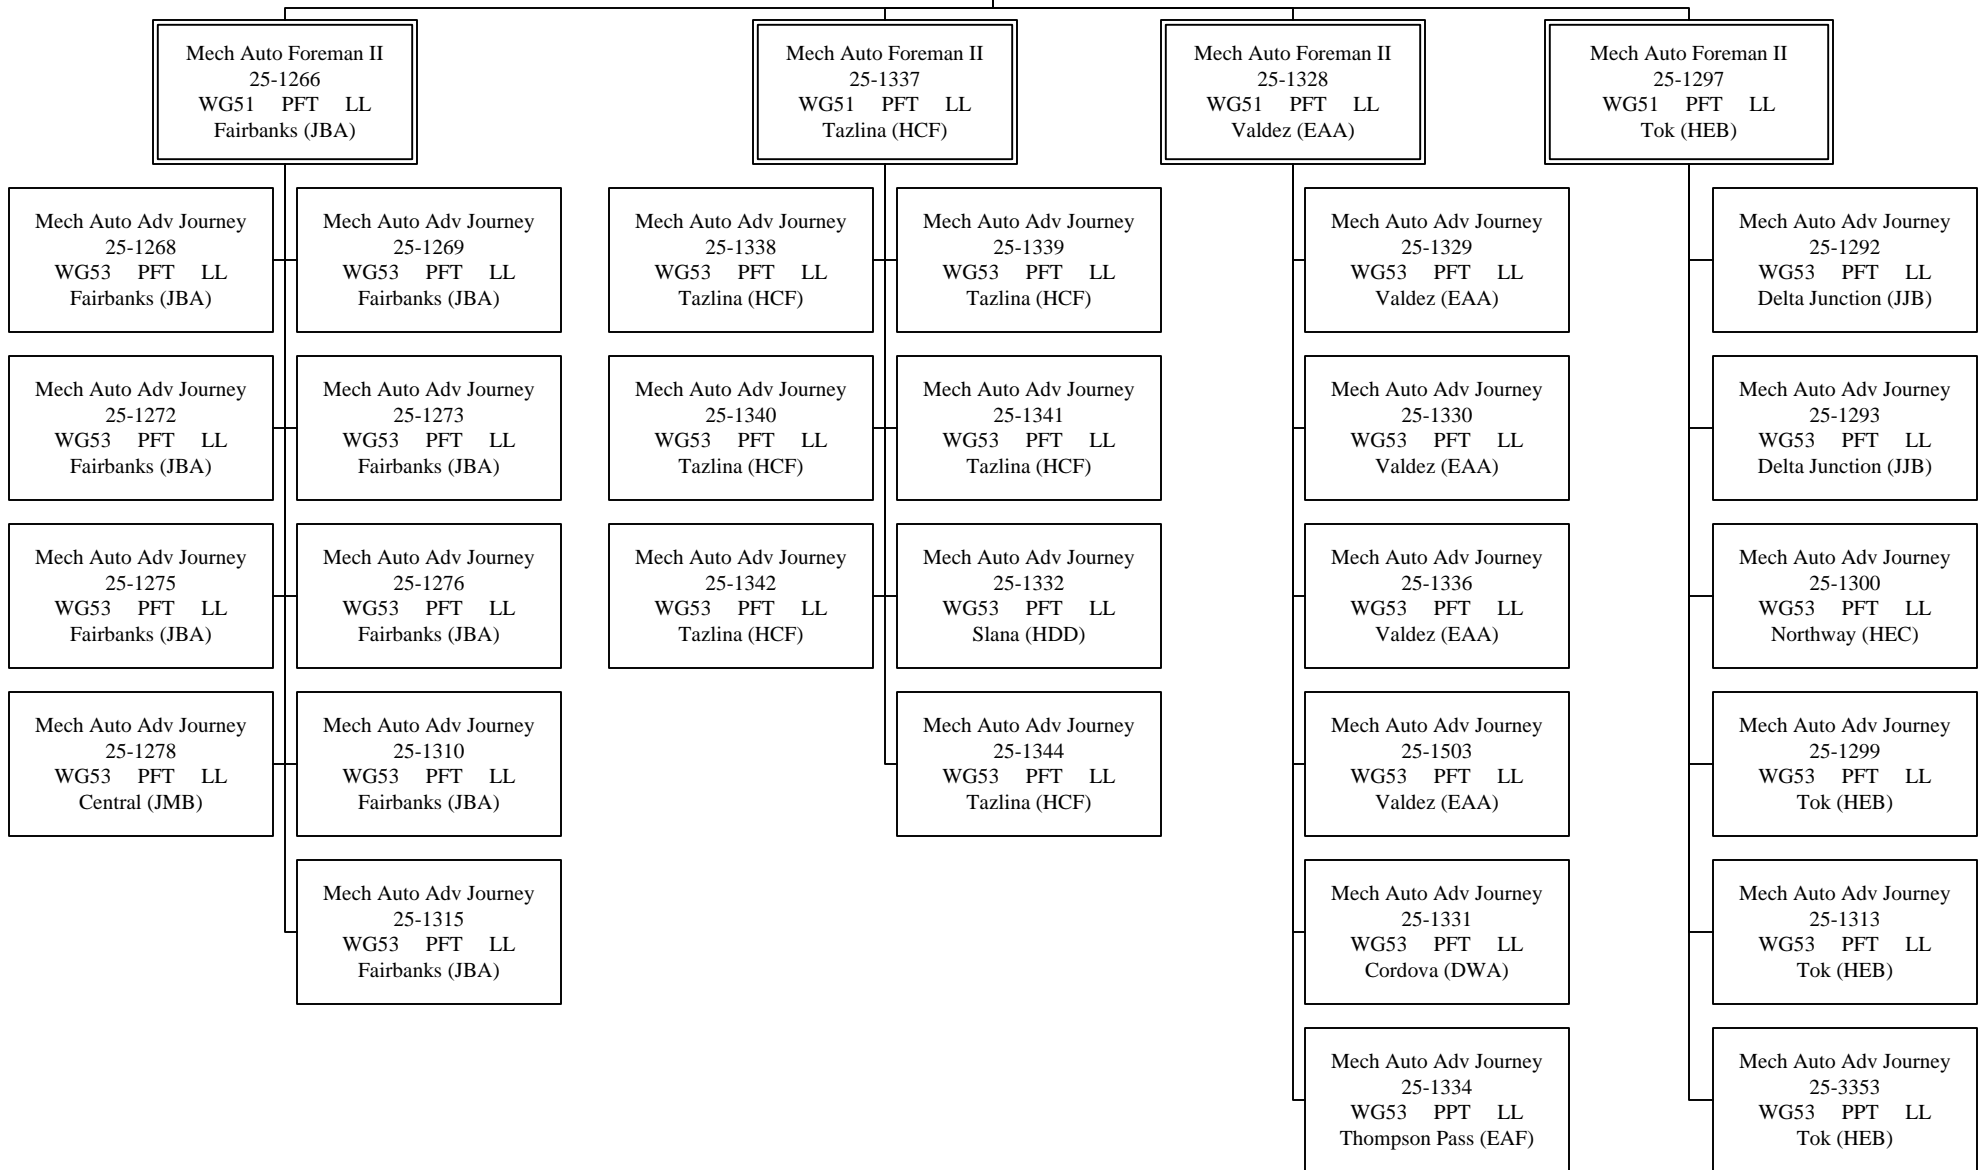 Mech Auto Foreman II
25-1266
WG51 PFT LL
Fairbanks (JBA)
Mech Auto Foreman II
25-1337
WG51 PFT LL
Tazlina (HCF)
Mech Auto Foreman II
25-1328
WG51 PFT LL
Valdez (EAA)
Mech Auto Foreman II
25-1297
WG51 PFT LL
Tok (HEB)
Mech Auto Adv Journey
25-1268
WG53 PFT LL
Fairbanks (JBA)
Mech Auto Adv Journey
25-1269
WG53 PFT LL
Fairbanks (JBA)
Mech Auto Adv Journey
25-1338
WG53 PFT LL
Tazlina (HCF)
Mech Auto Adv Journey
25-1339
WG53 PFT LL
Tazlina (HCF)
Mech Auto Adv Journey
25-1329
WG53 PFT LL
Valdez (EAA)
Mech Auto Adv Journey
25-1292
WG53 PFT LL
Delta Junction (JJB)
Mech Auto Adv Journey
25-1272
WG53 PFT LL
Fairbanks (JBA)
Mech Auto Adv Journey
25-1273
WG53 PFT LL
Fairbanks (JBA)
Mech Auto Adv Journey
25-1340
WG53 PFT LL
Tazlina (HCF)
Mech Auto Adv Journey
25-1341
WG53 PFT LL
Tazlina (HCF)
Mech Auto Adv Journey
25-1330
WG53 PFT LL
Valdez (EAA)
Mech Auto Adv Journey
25-1293
WG53 PFT LL
Delta Junction (JJB)
Mech Auto Adv Journey
25-1275
WG53 PFT LL
Fairbanks (JBA)
Mech Auto Adv Journey
25-1276
WG53 PFT LL
Fairbanks (JBA)
Mech Auto Adv Journey
25-1342
WG53 PFT LL
Tazlina (HCF)
Mech Auto Adv Journey
25-1332
WG53 PFT LL
Slana (HDD)
Mech Auto Adv Journey
25-1336
WG53 PFT LL
Valdez (EAA)
Mech Auto Adv Journey
25-1300
WG53 PFT LL
Northway (HEC)
Mech Auto Adv Journey
25-1278
WG53 PFT LL
Central (JMB)
Mech Auto Adv Journey
25-1310
WG53 PFT LL
Fairbanks (JBA)
Mech Auto Adv Journey
25-1344
WG53 PFT LL
Tazlina (HCF)
Mech Auto Adv Journey
25-1503
WG53 PFT LL
Valdez (EAA)
Mech Auto Adv Journey
25-1299
WG53 PFT LL
Tok (HEB)
Mech Auto Adv Journey
25-1315
WG53 PFT LL
Fairbanks (JBA)
Mech Auto Adv Journey
25-1331
WG53 PFT LL
Cordova (DWA)
Mech Auto Adv Journey
25-1313
WG53 PFT LL
Tok (HEB)
Mech Auto Adv Journey
25-1334
WG53 PPT LL
Thompson Pass (EAF)
Mech Auto Adv Journey
25-3353
WG53 PPT LL
Tok (HEB)